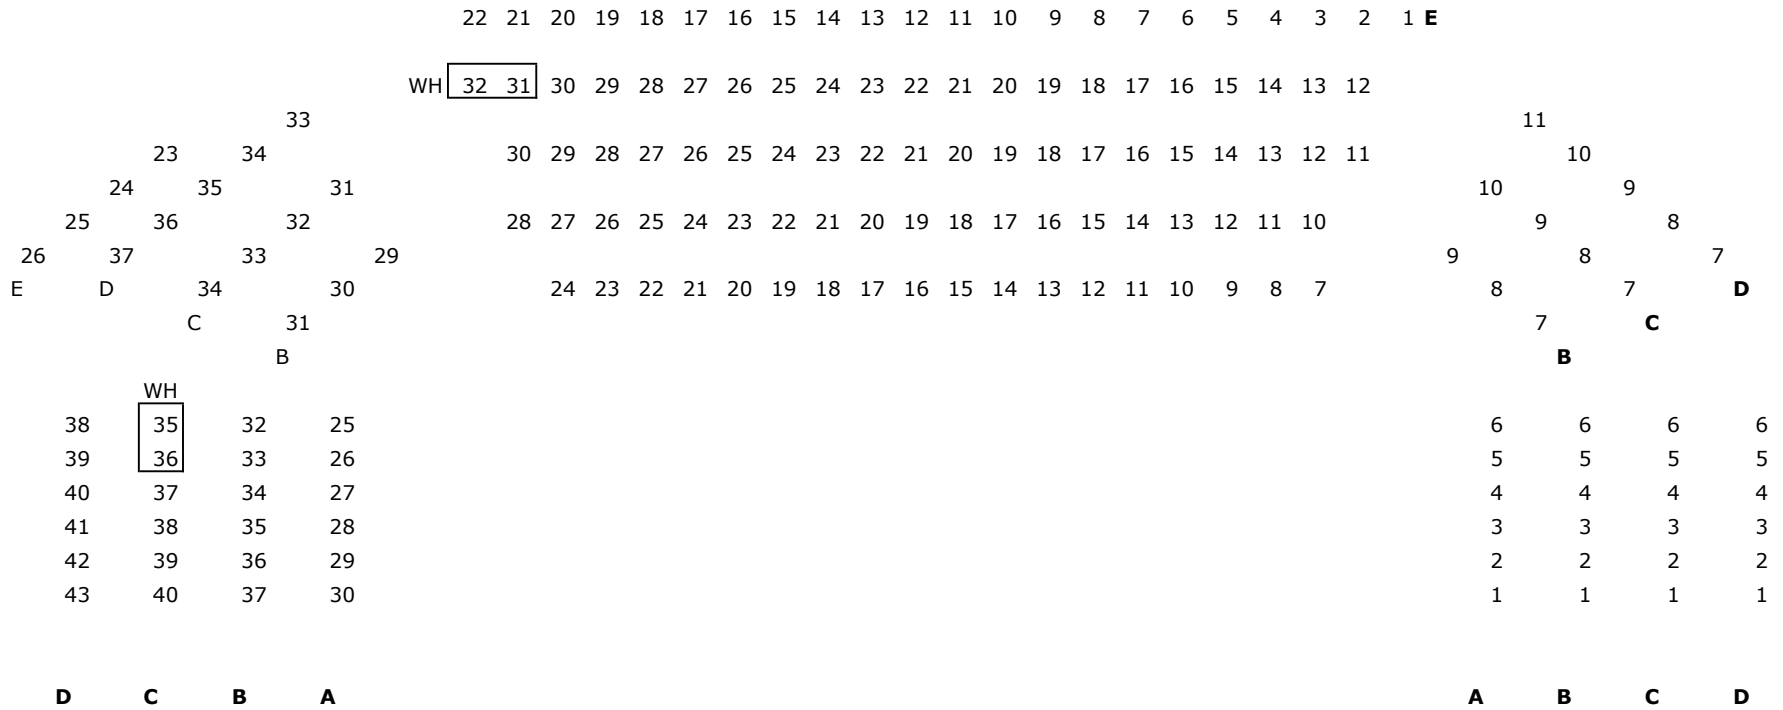 22 21 20 19 18 17 16 15 14 13 12 11 10 9 8 7 6 5 4 3 2 1 E
WH 32 31 30 29 28 27 26 25 24 23 22 21 20 19 18 17 16 15 14 13 12
33 11
23 34 30 29 28 27 26 25 24 23 22 21 20 19 18 17 16 15 14 13 12 11 10
24 35 31 10 9
25 36 32 28 27 26 25 24 23 22 21 20 19 18 17 16 15 14 13 12 11 10 9 8
26 37 33 29 9 8 7
E D 34 30 24 23 22 21 20 19 18 17 16 15 14 13 12 11 10 9 8 7 8 7 D
C 31 7 C
B B
WH
38 35 32 25 6 6 6 6
39 36 33 26 5 5 5 5
40 37 34 27 4 4 4 4
41 38 35 28 3 3 3 3
42 39 36 29 2 2 2 2
43 40 37 30 1 1 1 1
D C B A A B C D